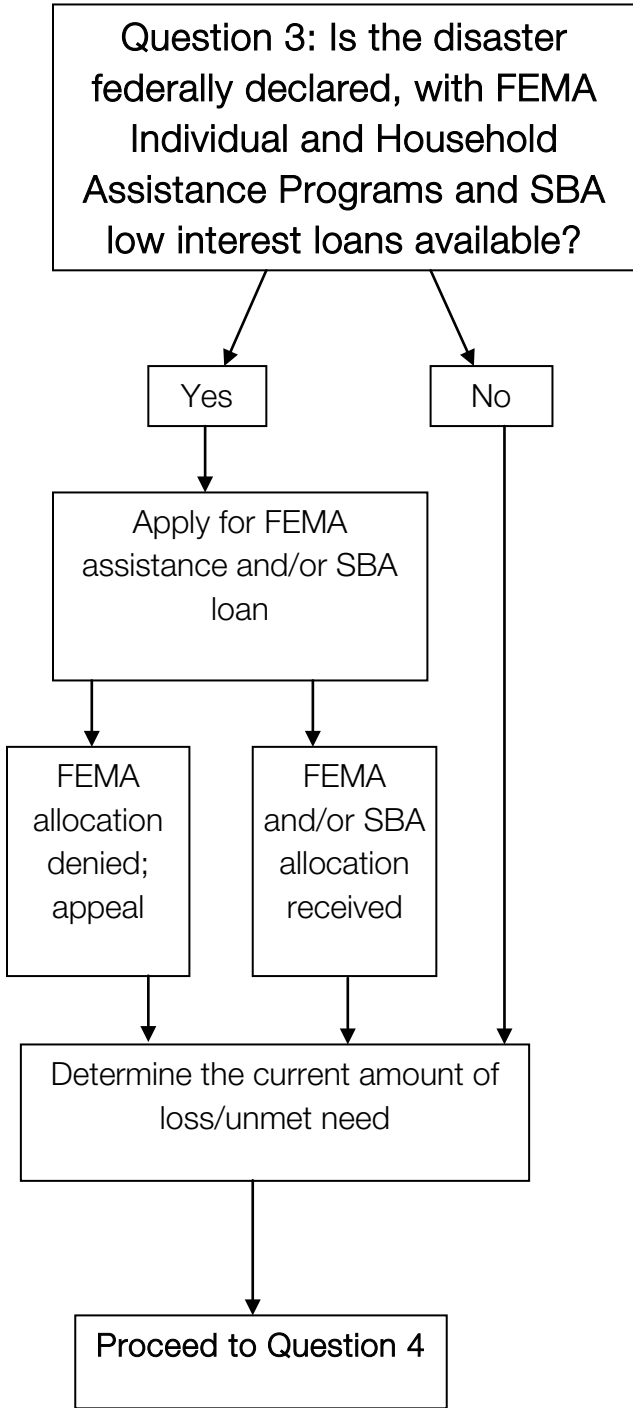 Question 3: Is the disaster
federally declared, with FEMA
Individual and Household
Assistance Programs and SBA
low interest loans available?
Yes
No
Apply for FEMA
assistance and/or SBA
loan
FEMA
allocation
denied;
appeal
FEMA
and/or SBA
allocation
received
Determine the current amount of
loss/unmet need
Proceed to Question 4